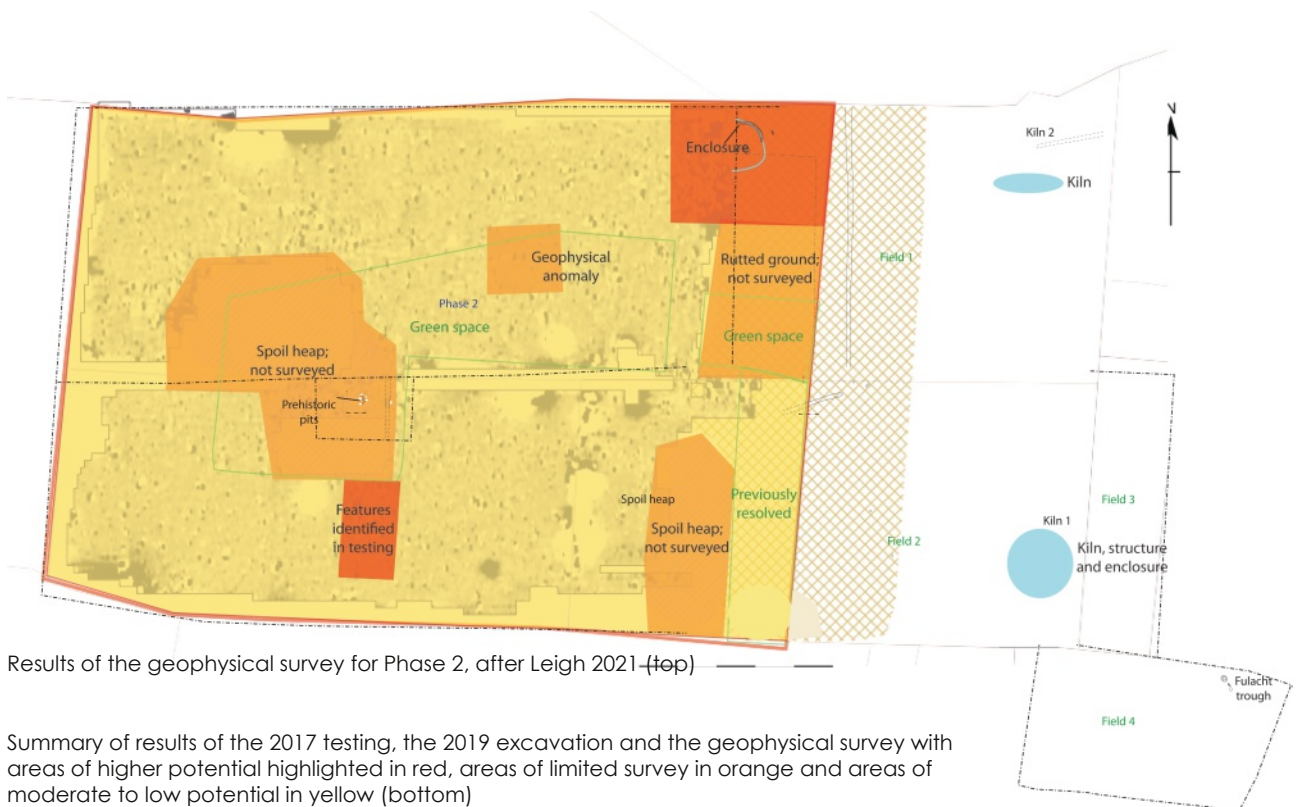 N
Kiln 2
Enclosure
Kiln
Rutted ground;
not surveyed
Field 1
Geophysical
anomaly
Phase 2
Green space
Green space
Spoil heap;
not surveyed
Prehistoric
pits
Features
identified
in testing
Spoil heap
Spoil heap;
not surveyed
Previously
resolved
Field 2
Field 3
Kiln 1
Kiln, structure
and enclosure
Results of the geophysical survey for Phase 2, after Leigh 2021 (top)
Fulacht
trough
Field 4
Summary of results of the 2017 testing, the 2019 excavation and the geophysical survey with
areas of higher potential highlighted in red, areas of limited survey in orange and areas of
moderate to low potential in yellow (bottom)